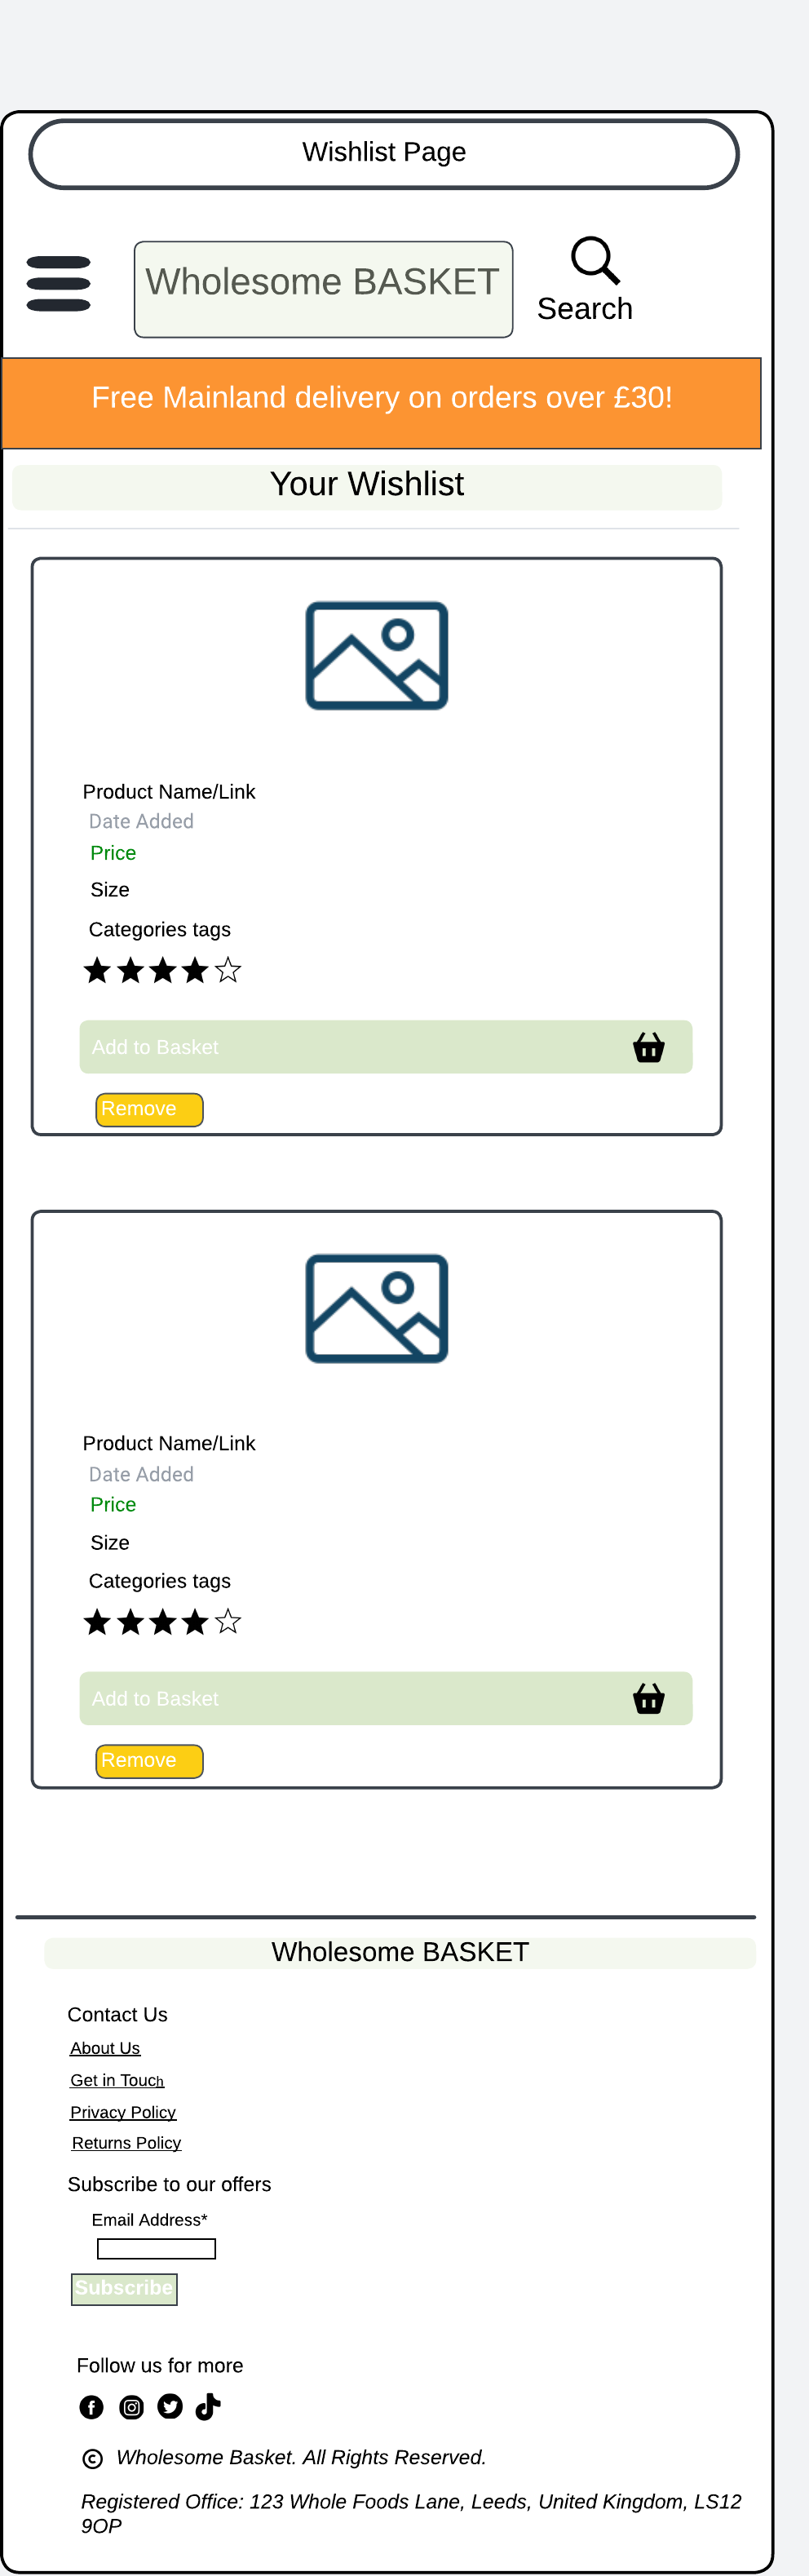 Wishlist Page
Wholesome BASKET
Search
Free Mainland delivery on orders over £30!
Your Wishlist
Product Name/Link
Date Added
Price
Size
Categories tags
Add to Basket
Remove
Product Name/Link
Date Added
Price
Size
Categories tags
Add to Basket
Remove
Wholesome BASKET
Contact Us
About Us
Get in Touch
Privacy Policy
Returns Policy
Subscribe to our offers
Email Address*
Subscribe
Follow us for more
© Wholesome Basket. All Rights Reserved.
Registered Office: 123 Whole Foods Lane, Leeds, United Kingdom, LS12
9OP